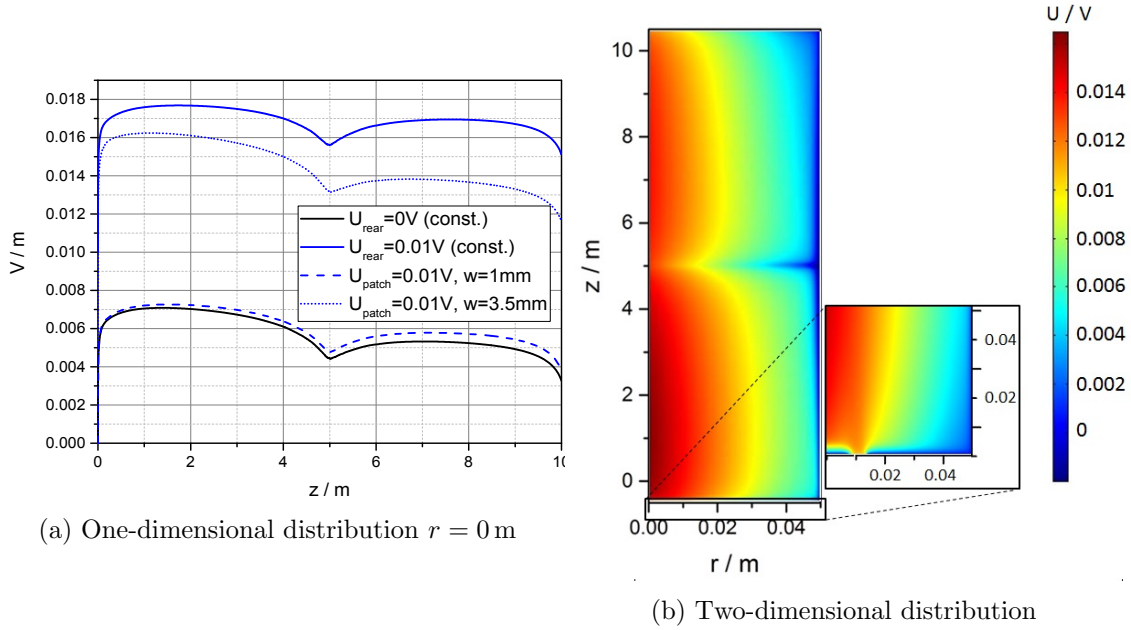 0.018
0.016
0.014
0.012
0.010
0.008
0.006
0.004
0.002
0.000
V / m
0 2 4 6 8 10
z / m
U_rear=0V (const.)
U_rear=0.01V (const.)
U_patch=0.01V, w=1mm
U_patch=0.01V, w=3.5mm
(a) One-dimensional distribution r = 0 m
10
8
6
4
2
0
z / m
0.00 0.02 0.04
r / m
0.04
0.02
0.02 0.04
U / V
0.014
0.012
0.01
0.008
0.006
0.004
0.002
0
(b) Two-dimensional distribution